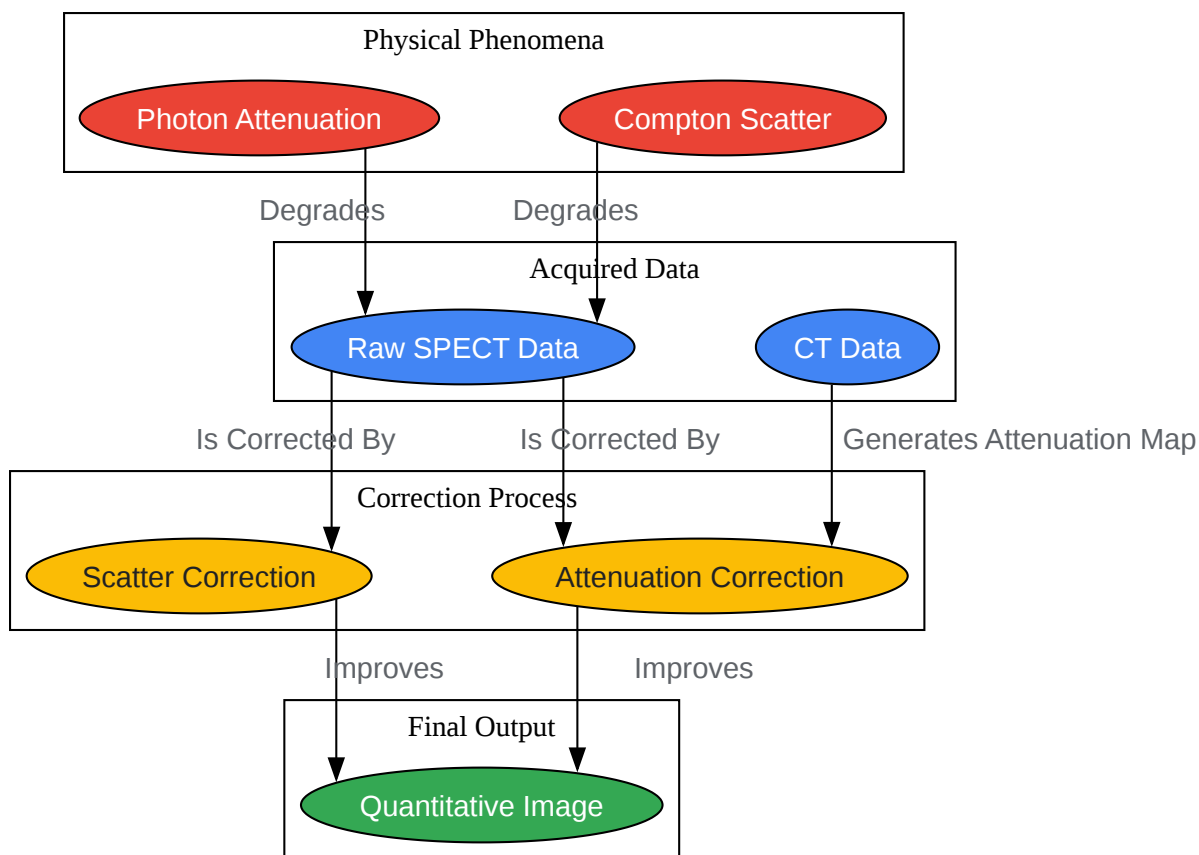 Physical Phenomena
Photon Attenuation
Compton Scatter
Degrades
Degrades
Acquired Data
Raw SPECT Data
CT Data
Is Corrected By
Is Corrected By
Generates Attenuation Map
Correction Process
Scatter Correction
Attenuation Correction
Improves
Improves
Final Output
Quantitative Image